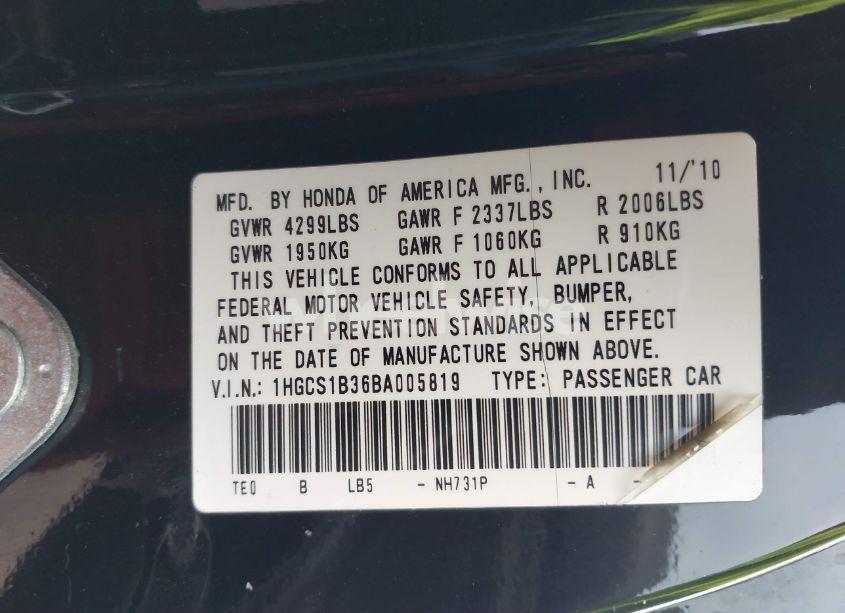 MFD. BY HONDA OF AMERICA MFG., INC. 11/'10
GVWR 4299LBS GAWR F 2337LBS R 2006LBS
GVWR 1950KG GAWR F 1060KG R 910KG
THIS VEHICLE CONFORMS TO ALL APPLICABLE
FEDERAL MOTOR VEHICLE SAFETY, BUMPER,
AND THEFT PREVENTION STANDARDS IN EFFECT
ON THE DATE OF MANUFACTURE SHOWN ABOVE.
V.I.N.: 1HGCS1B36BA005819 TYPE: PASSENGER CAR
TE0 B LB5 - NH731P - A -